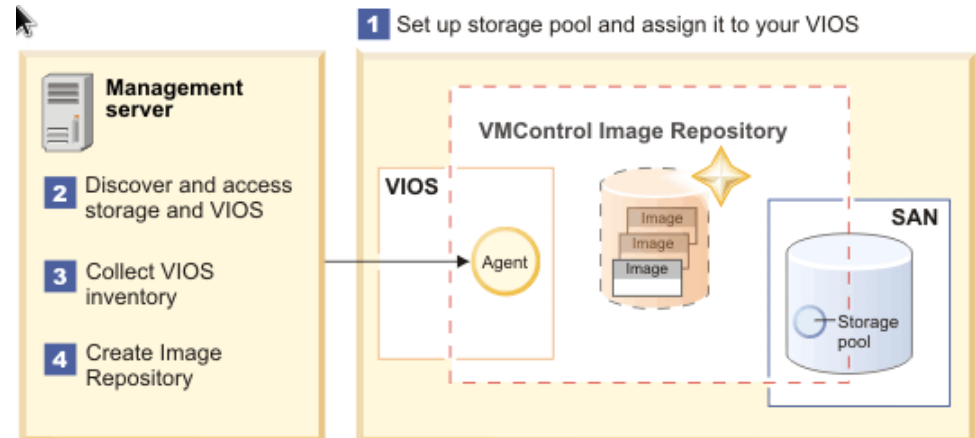 1 Set up storage pool and assign it to your VIOS
Management
server
2 Discover and access
storage and VIOS
3 Collect VIOS
inventory
4 Create Image
Repository
VMControl Image Repository
VIOS
Agent
Image
Image
Image
SAN
Storage
pool